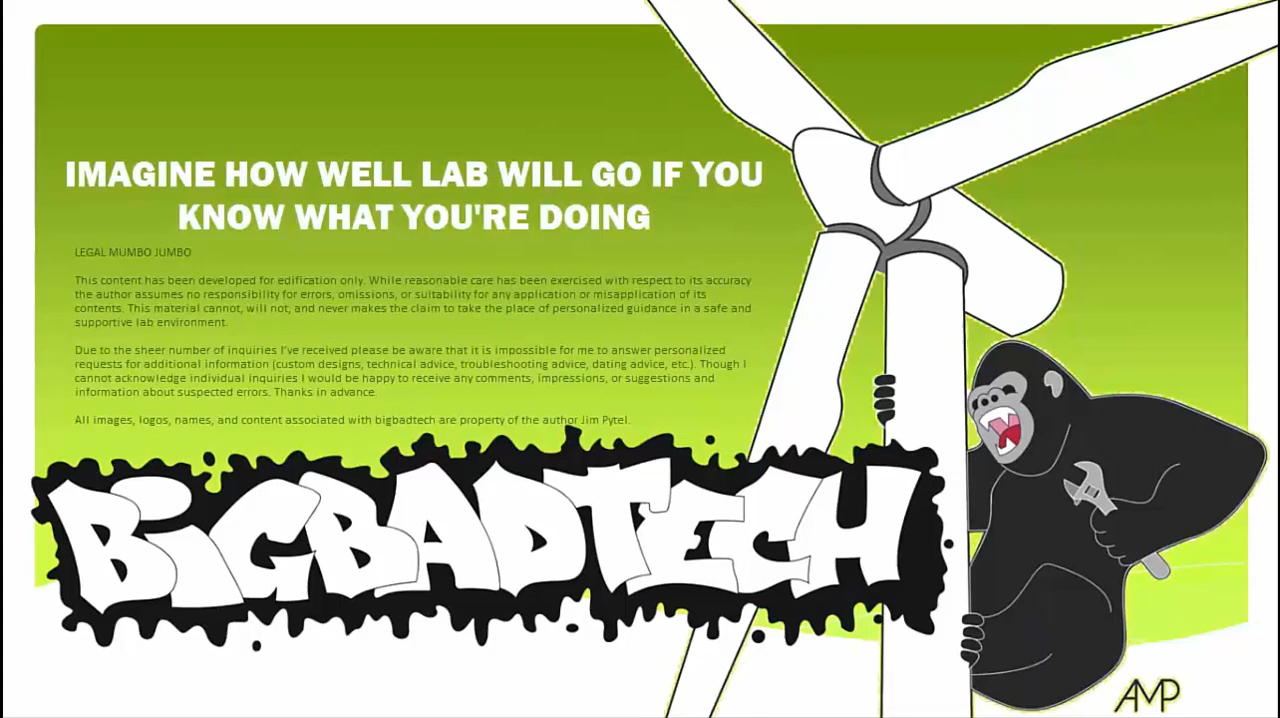 IMAGINE HOW WELL LAB WILL GO IF YOU
KNOW WHAT YOU'RE DOING
LEGAL MUMBO JUMBO
This content has been developed for edification only. While reasonable care has been exercised with respect to its accuracy
the author assumes no responsibility for errors, omissions, or suitability for any application or misapplication of its
contents. This material cannot, will not, and never makes the claim to take the place of personalized guidance in a safe and
supportive lab environment.
Due to the sheer number of inquiries I've received please be aware that it is impossible for me to answer personalized
requests for additional information (custom designs, technical advice, troubleshooting advice, dating advice, etc.). Though I
cannot acknowledge individual inquiries I would be happy to receive any comments, impressions, or suggestions and
information about suspected errors. Thanks in advance.
All images, logos, names, and content associated with bigbadtech are property of the author Jim Pytel.
BiGBADTECH
AMP